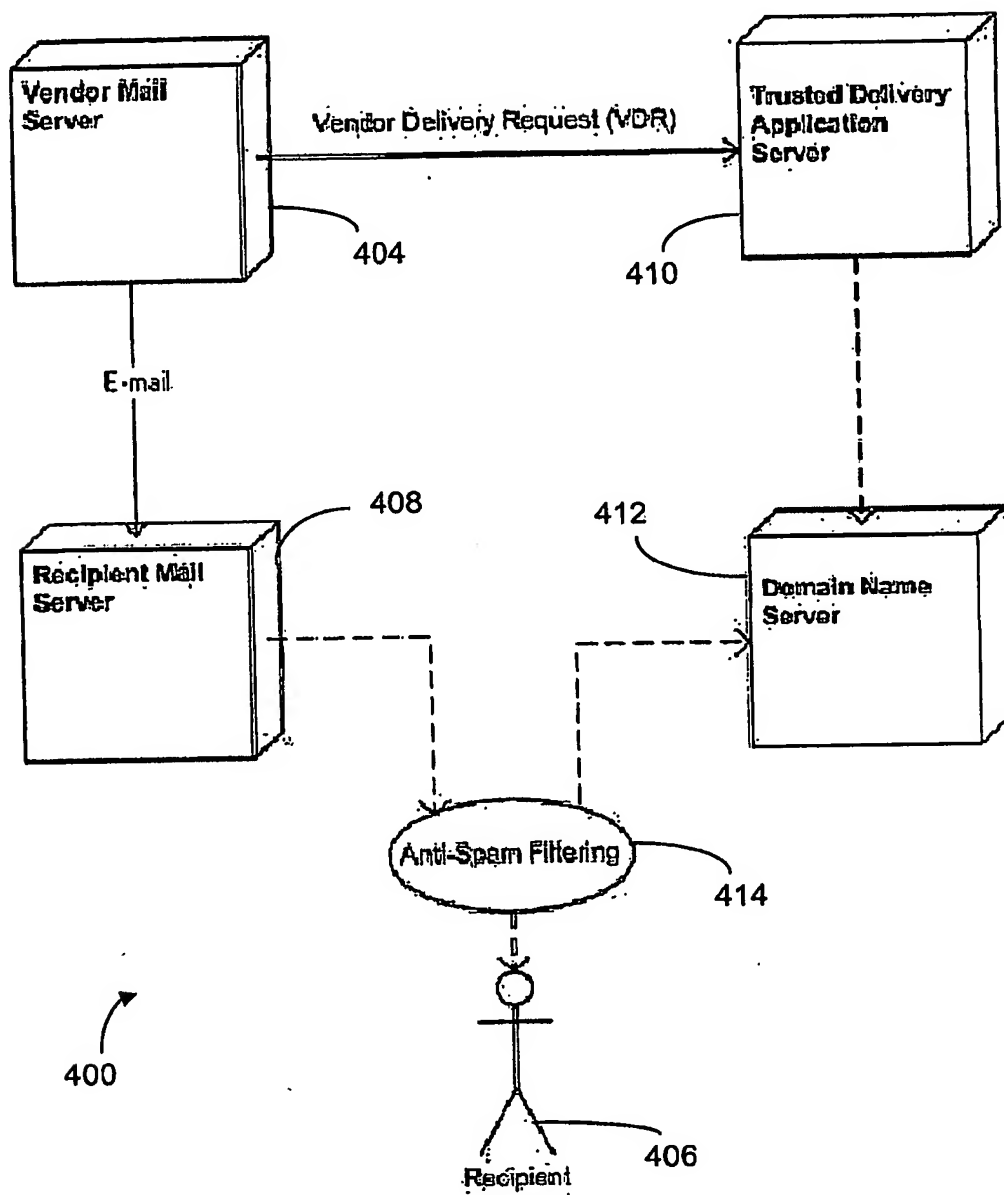 Vendor Mail
Server
Vendor Delivery Request (VDR)
Trusted Delivery
Application
Server
404
410
E-mail
408
412
Recipient Mail
Server
Domain Name
Server
Anti-Spam Filtering
414
400
406
Recipient